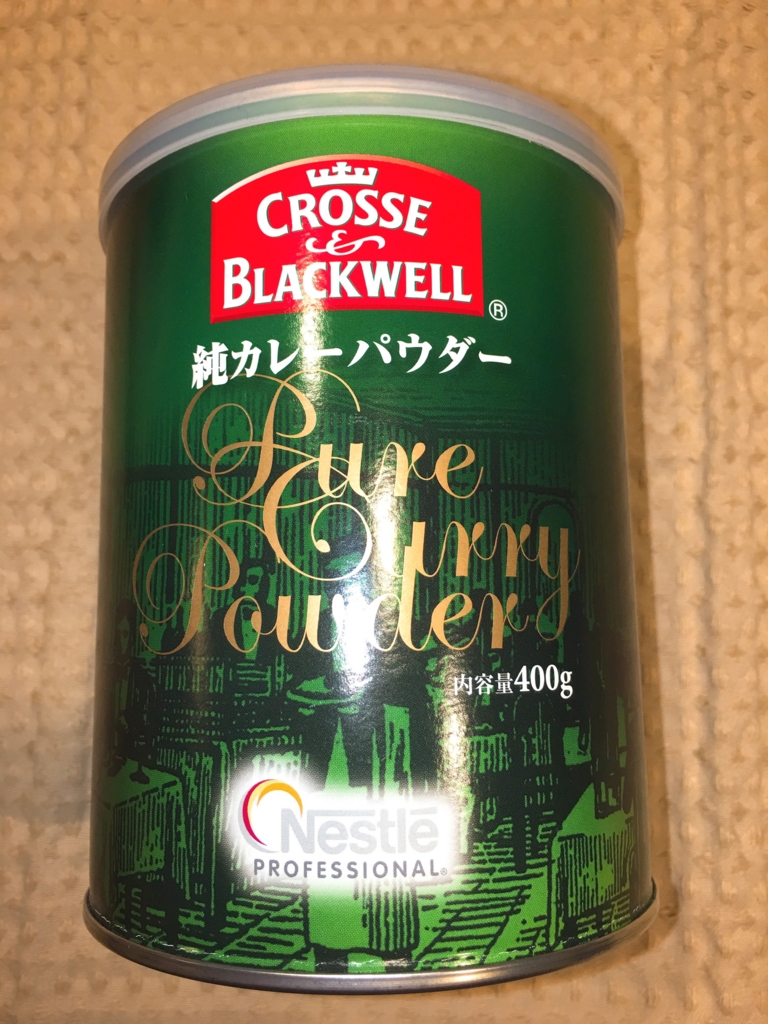 CROSSE
&
BLACKWELL
®
純カレーパウダー
Pure
Curry
Powder
内容量400g
Nestlé
PROFESSIONAL®